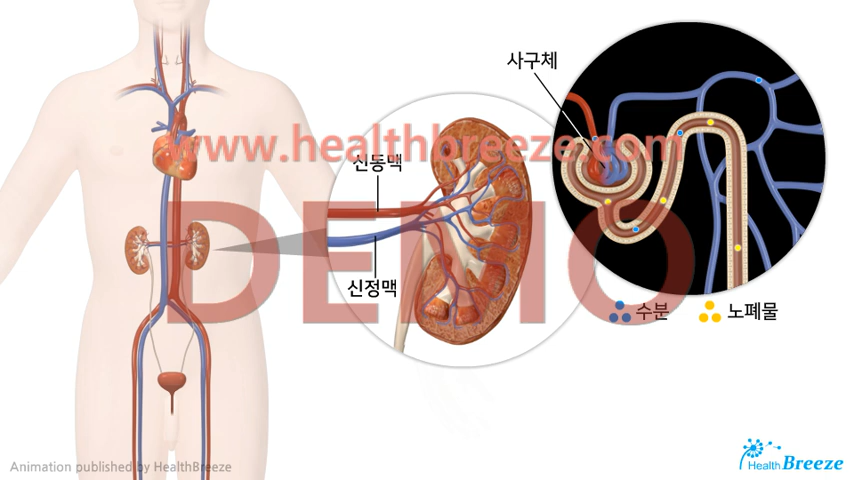 사구체
www.healthbreeze.com
신동맥
DEMO
신정맥
수분
노폐물
Animation published by HealthBreeze
Health Breeze